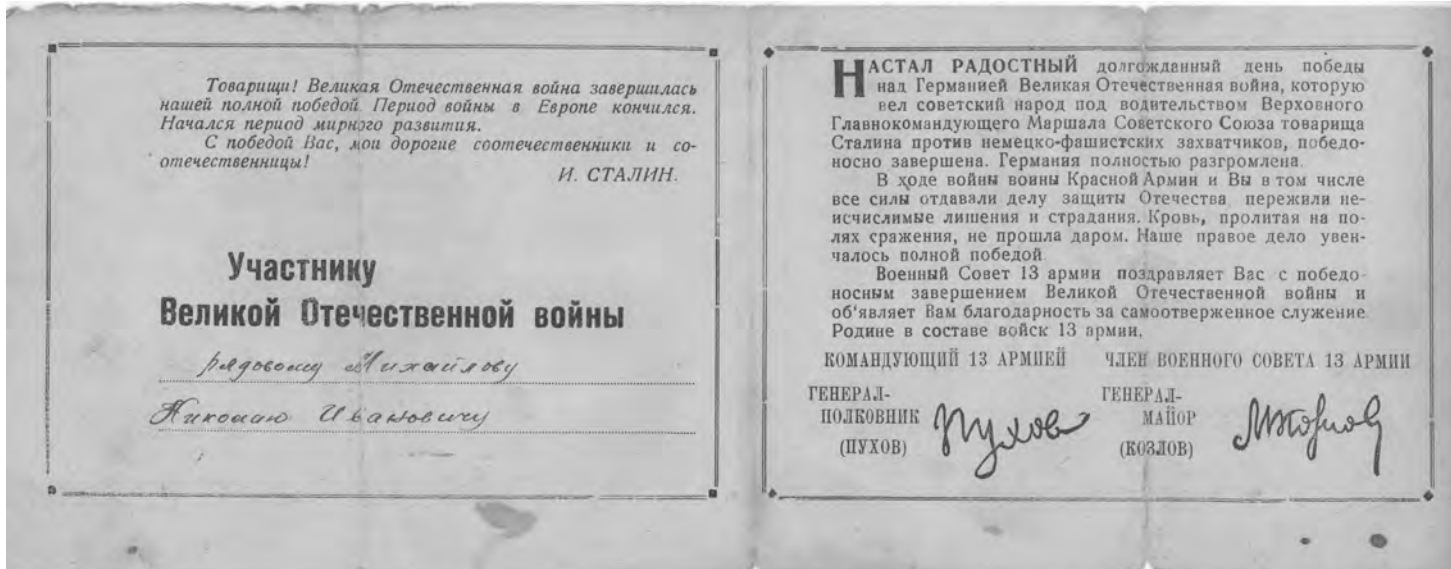 Товарищи! Великая Отечественная война завершилась
нашей полной победой. Период войны в Европе кончился.
Начался период мирного развития.
С победой Вас, мои дорогие соотечественники и со-
отечественницы!
И. СТАЛИН.
Участнику
Великой Отечественной войны
рядовому Михайлову
Николаю Ивановичу
НАСТАЛ РАДОСТНЫЙ долгожданный день победы
над Германией Великая Отечественная война, которую
вел советский народ под водительством Верховного
Главнокомандующего Маршала Советского Союза товарища
Сталина против немецко-фашистских захватчиков, победо-
носно завершена. Германия полностью разгромлена.
В ходе войны воины Красной Армии и Вы в том числе
все силы отдавали делу защиты Отечества пережили не-
исчислимые лишения и страдания. Кровь, пролитая на по-
лях сражения, не прошла даром. Наше правое дело увен-
чалось полной победой
Военный Совет 13 армии поздравляет Вас с победо-
носным завершением Великой Отечественной войны и
об'являет Вам благодарность за самоотверженное служение
Родине в составе войск 13 армии.
КОМАНДУЮЩИЙ 13 АРМИЕЙ
ГЕНЕРАЛ-
ПОЛКОВНИК
(ПУХОВ)
Пухов
ЧЛЕН ВОЕННОГО СОВЕТА 13 АРМИИ
ГЕНЕРАЛ-
МАЙОР
(КОЗЛОВ)